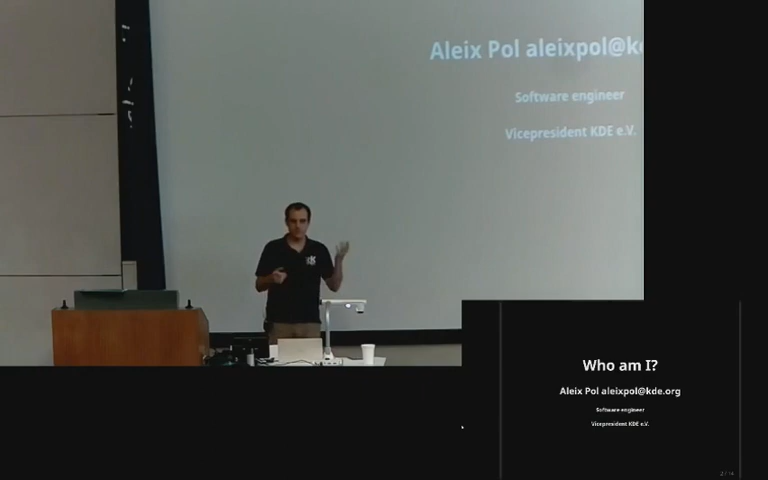 Aleix Pol aleixpol@k
Software engineer
Vicepresident KDE e.V.
Who am I?
Aleix Pol aleixpol@kde.org
Software engineer
Vicepresident KDE e.V.